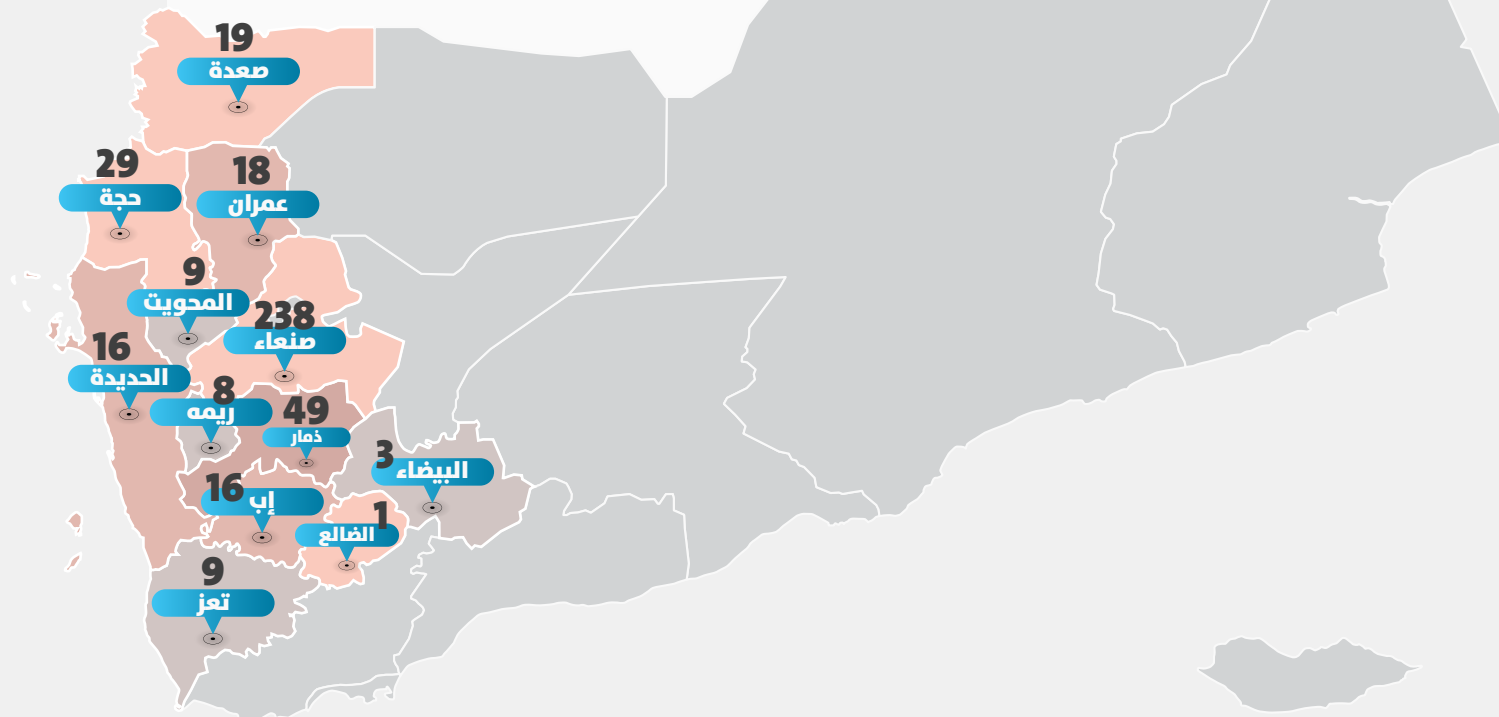 19
صعدة
29
حجة
18
عمران
9
المحويت
238
صنعاء
16
الحديدة
8
ريمه
49
ذمار
3
البيضاء
16
إب
1
الضالع
9
تعز